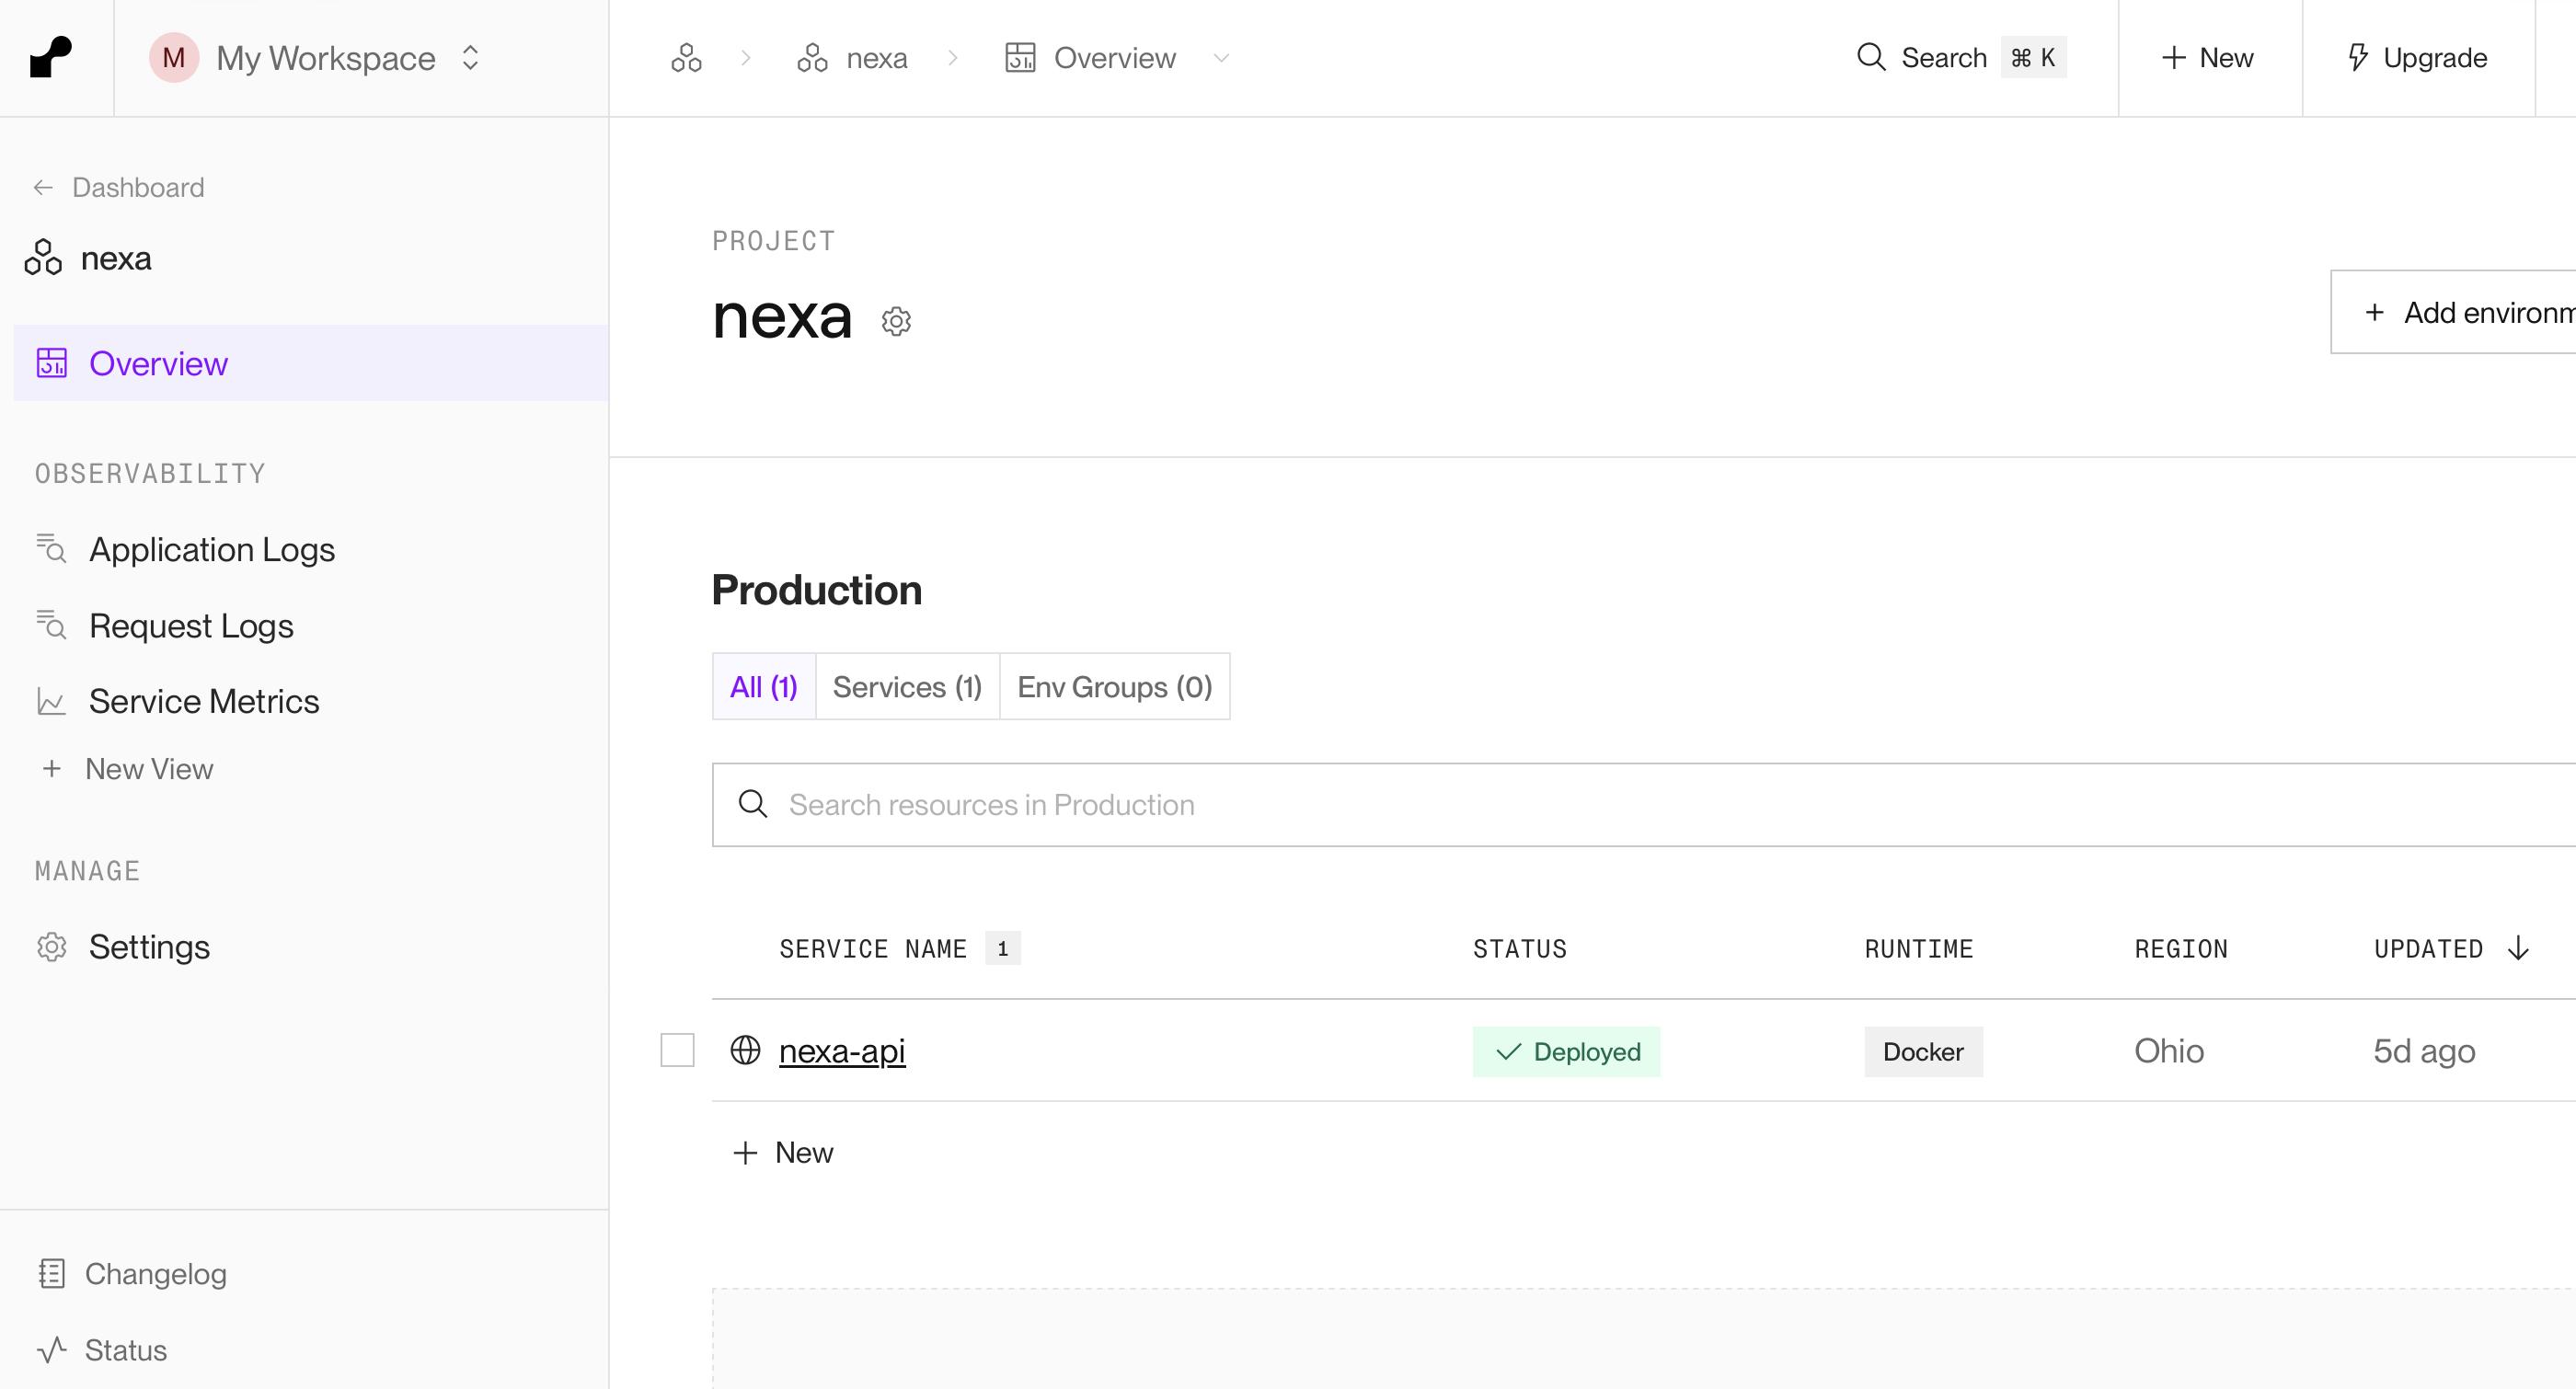 M My Workspace
nexa
Overview
Search ⌘ K
New
Upgrade
Dashboard
nexa
Overview
OBSERVABILITY
Application Logs
Request Logs
Service Metrics
New View
MANAGE
Settings
Changelog
Status
PROJECT
nexa
Add environm
Production
All (1) Services (1) Env Groups (0)
Search resources in Production
SERVICE NAME 1 STATUS RUNTIME REGION UPDATED
nexa-api Deployed Docker Ohio 5d ago
New